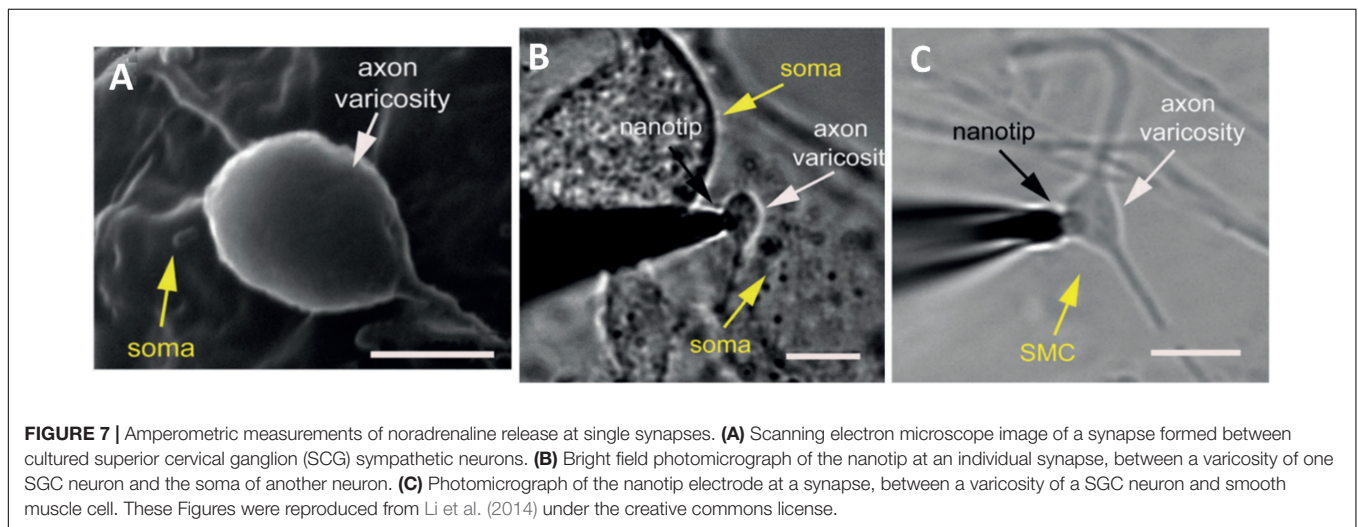 A
axon
varicosity
soma
B
soma
nanotip
axon
varicosit
soma
C
nanotip
axon
varicosity
SMC
FIGURE 7 | Amperometric measurements of noradrenaline release at single synapses. (A) Scanning electron microscope image of a synapse formed between
cultured superior cervical ganglion (SCG) sympathetic neurons. (B) Bright field photomicrograph of the nanotip at an individual synapse, between a varicosity of one
SGC neuron and the soma of another neuron. (C) Photomicrograph of the nanotip electrode at a synapse, between a varicosity of a SGC neuron and smooth
muscle cell. These Figures were reproduced from Li et al. (2014) under the creative commons license.